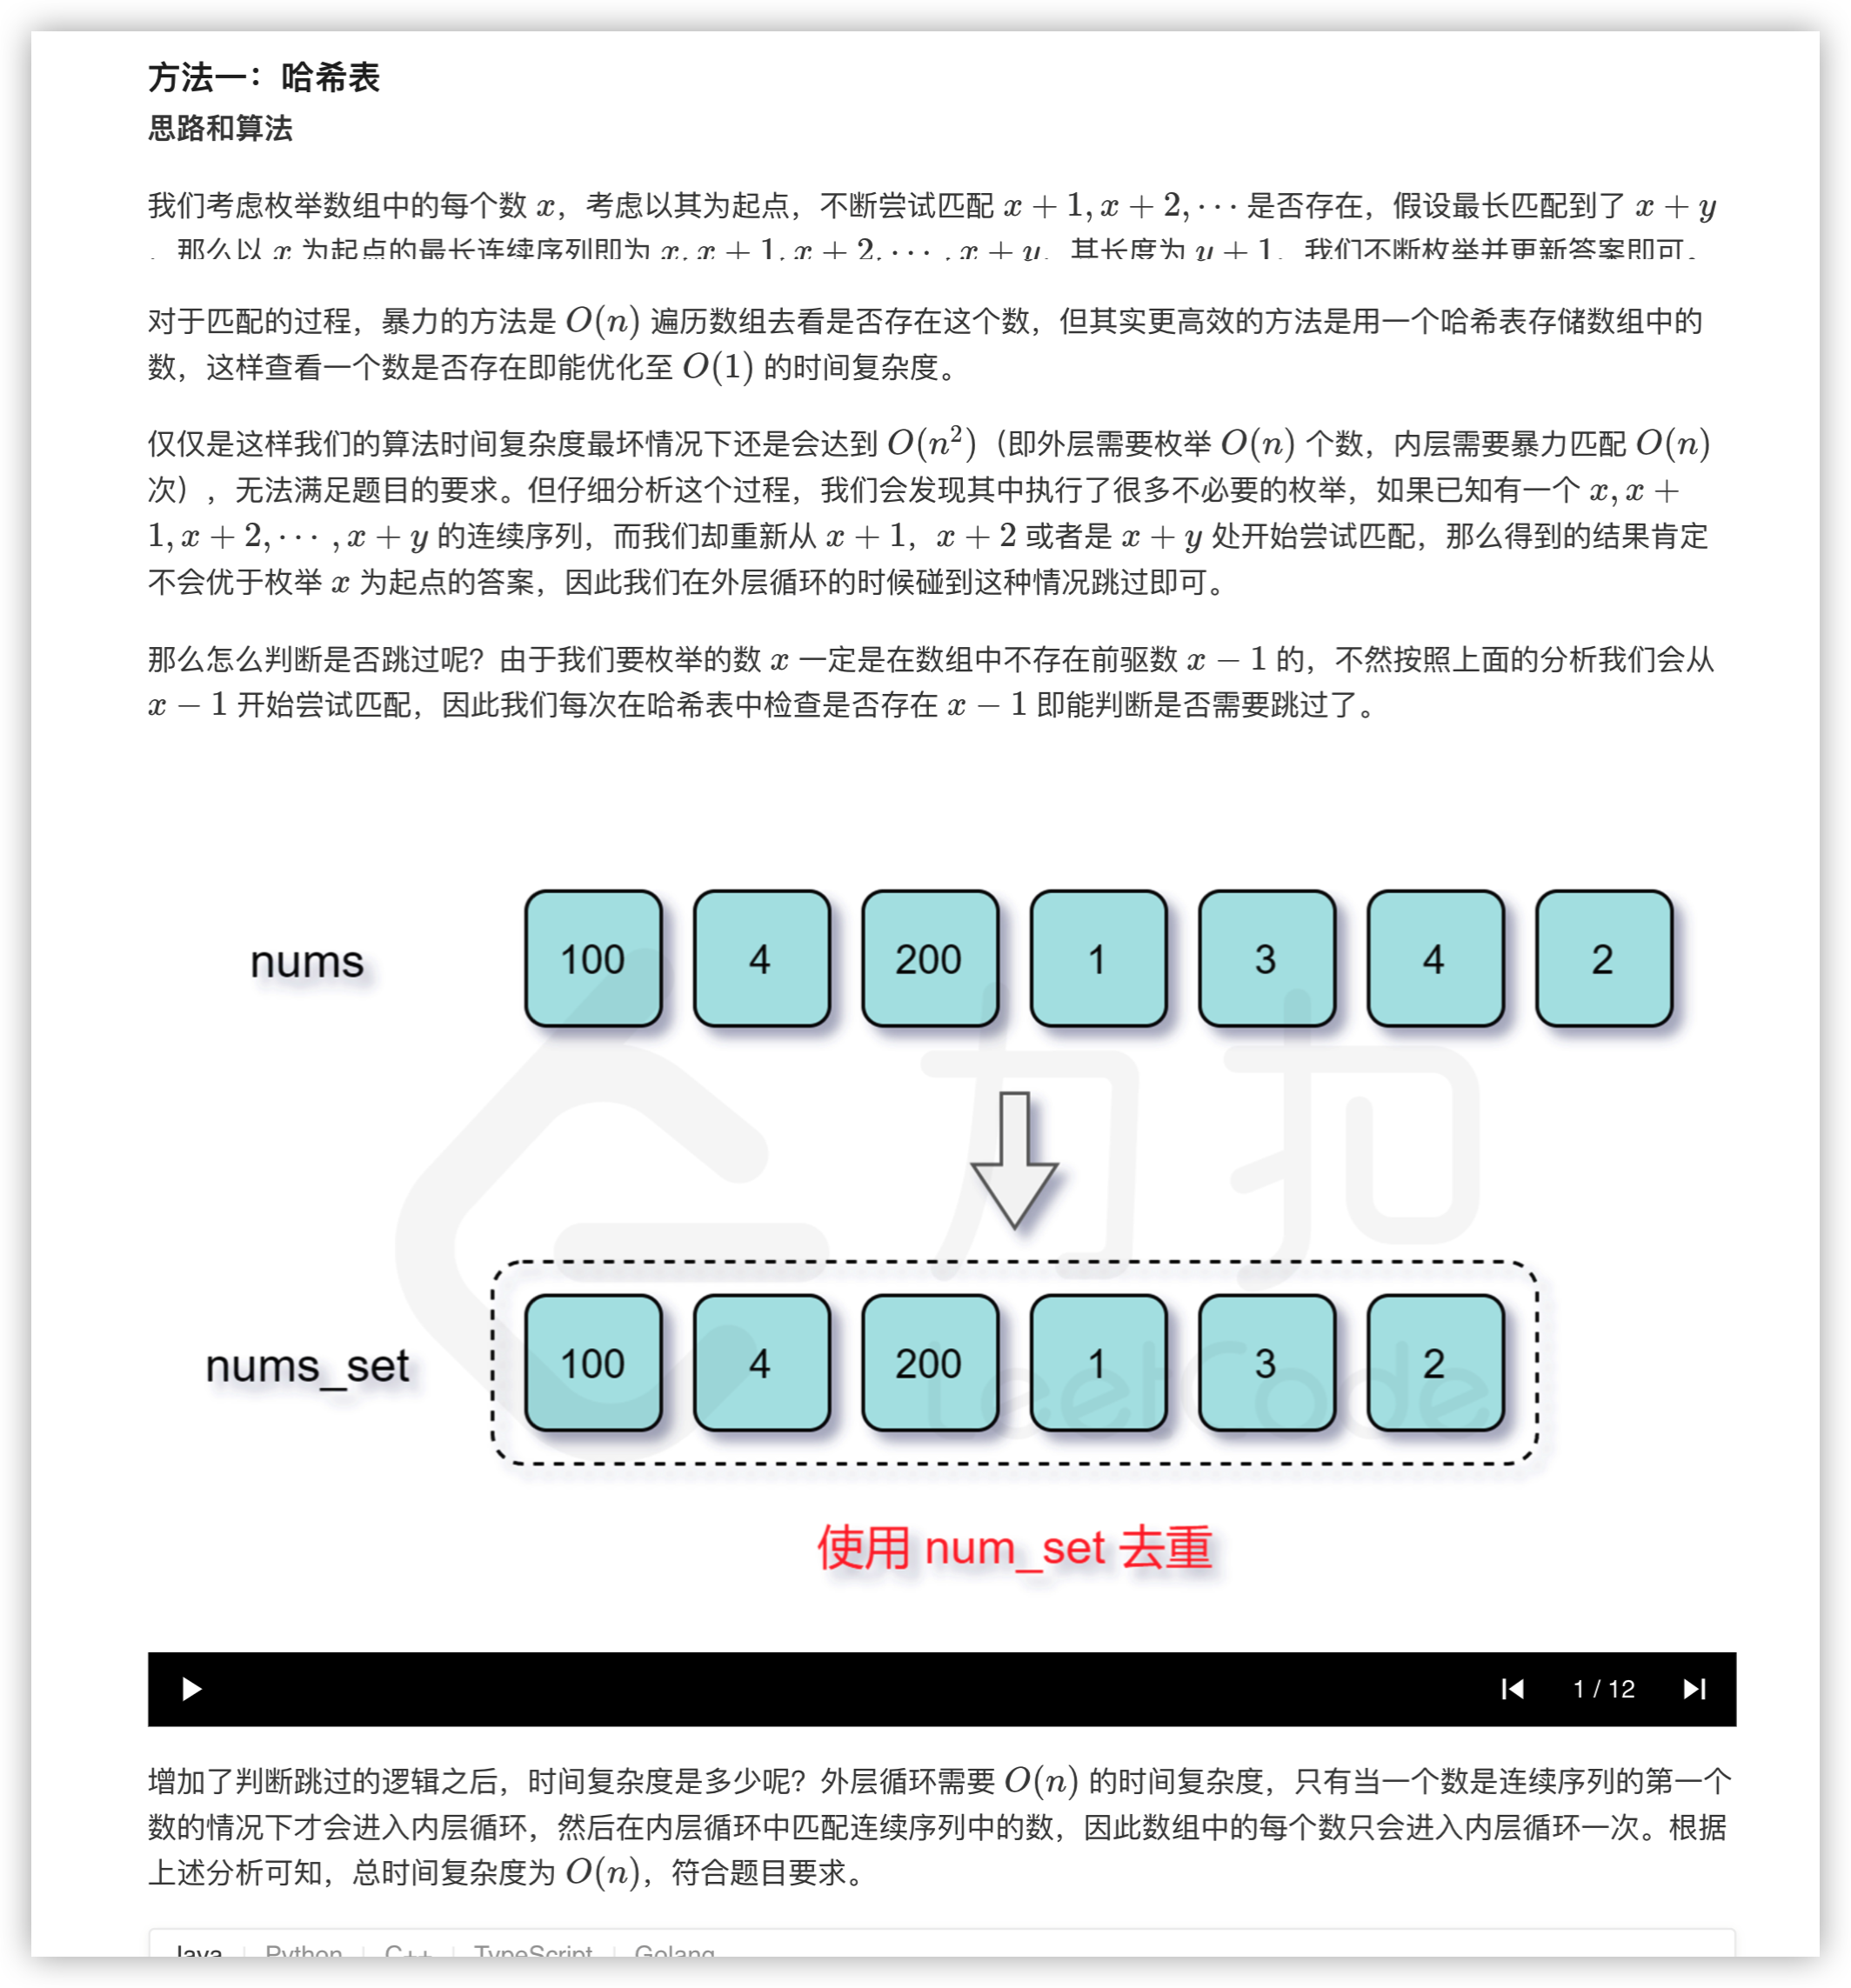 方法一：哈希表
思路和算法
我们考虑枚举数组中的每个数 x，考虑以其为起点，不断尝试匹配 x + 1, x + 2, ⋯ 是否存在，假设最长匹配到了 x + y
，那么以 x 为起点的最长连续序列即为 x, x + 1, x + 2, ⋯ , x + y，其长度为 y + 1，我们不断枚举并更新答案即可。
对于匹配的过程，暴力的方法是 O(n) 遍历数组去看是否存在这个数，但其实更高效的方法是用一个哈希表存储数组中的
数，这样查看一个数是否存在即能优化至 O(1) 的时间复杂度。
仅仅是这样我们的算法时间复杂度最坏情况下还是会达到 O(n²)（即外层需要枚举 O(n) 个数，内层需要暴力匹配 O(n)
次），无法满足题目的要求。但仔细分析这个过程，我们会发现其中执行了很多不必要的枚举，如果已知有一个 x, x +
1, x + 2, ⋯ , x + y 的连续序列，而我们却重新从 x + 1，x + 2 或者是 x + y 处开始尝试匹配，那么得到的结果肯定
不会优于枚举 x 为起点的答案，因此我们在外层循环的时候碰到这种情况跳过即可。
那么怎么判断是否跳过呢？由于我们要枚举的数 x 一定是在数组中不存在前驱数 x − 1 的，不然按照上面的分析我们会从
x − 1 开始尝试匹配，因此我们每次在哈希表中检查是否存在 x − 1 即能判断是否需要跳过了。
nums 100 4 200 1 3 4 2
力扣
nums_set 100 4 200 1 3 2
LeetCode
使用 num_set 去重
1 / 12
增加了判断跳过的逻辑之后，时间复杂度是多少呢？外层循环需要 O(n) 的时间复杂度，只有当一个数是连续序列的第一个
数的情况下才会进入内层循环，然后在内层循环中匹配连续序列中的数，因此数组中的每个数只会进入内层循环一次。根据
上述分析可知，总时间复杂度为 O(n)，符合题目要求。
Java Python C++ TypeScript Golang